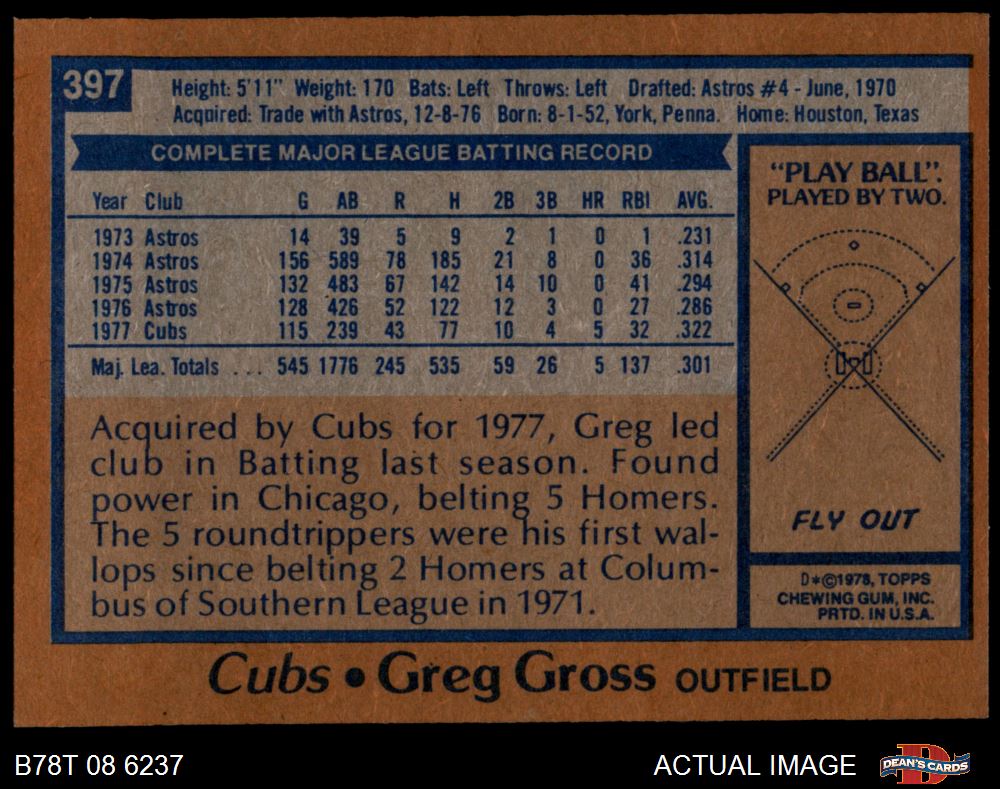 397
Height: 5'11" Weight: 170 Bats: Left Throws: Left Drafted: Astros #4 - June, 1970
Acquired: Trade with Astros, 12-8-76 Born: 8-1-52, York, Penna. Home: Houston, Texas
COMPLETE MAJOR LEAGUE BATTING RECORD
Year Club G AB R H 2B 3B HR RBI AVG.
1973 Astros 14 39 5 9 2 1 0 1 .231
1974 Astros 156 589 78 185 21 8 0 36 .314
1975 Astros 132 483 67 142 14 10 0 41 .294
1976 Astros 128 426 52 122 12 3 0 27 .286
1977 Cubs 115 239 43 77 10 4 5 32 .322
Maj. Lea. Totals ... 545 1776 245 535 59 26 5 137 .301
Acquired by Cubs for 1977, Greg led
club in Batting last season. Found
power in Chicago, belting 5 Homers.
The 5 roundtrippers were his first wal-
lops since belting 2 Homers at Colum-
bus of Southern League in 1971.
"PLAY BALL".
PLAYED BY TWO.
FLY OUT
D*©1978, TOPPS
CHEWING GUM, INC.
PRTD. IN U.S.A.
Cubs • Greg Gross OUTFIELD
B78T 08 6237
ACTUAL IMAGE
D
DEAN'S CARDS